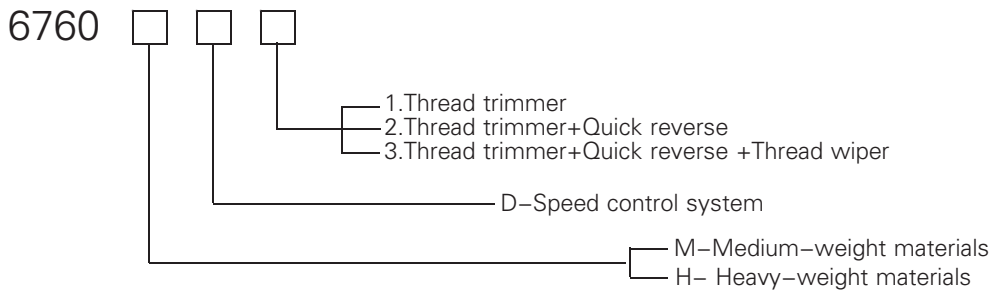 6760
1.Thread trimmer
2.Thread trimmer+Quick reverse
3.Thread trimmer+Quick reverse +Thread wiper
D–Speed control system
M–Medium–weight materials
H– Heavy–weight materials